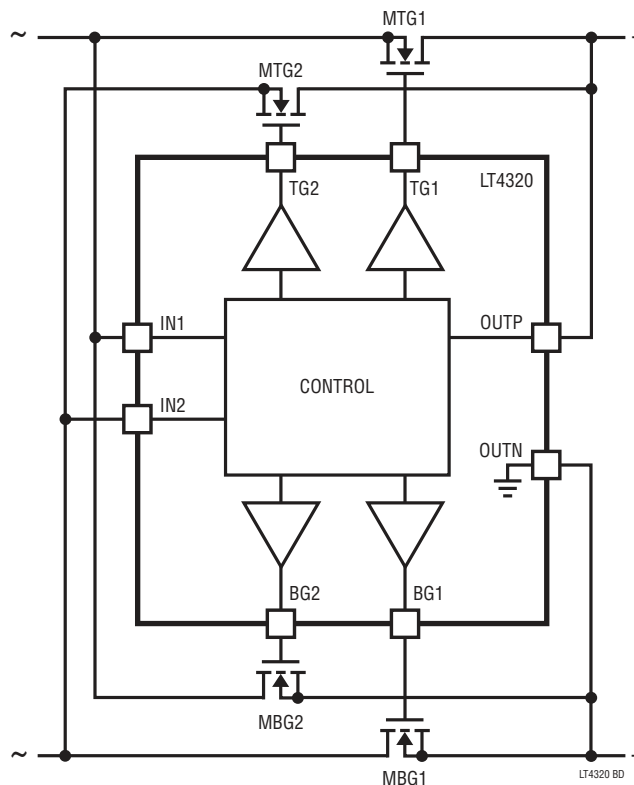 MTG1
~
MTG2
TG2
TG1
LT4320
IN1
OUTP
CONTROL
IN2
OUTN
BG2
BG1
MBG2
~
MBG1
LT4320 BD